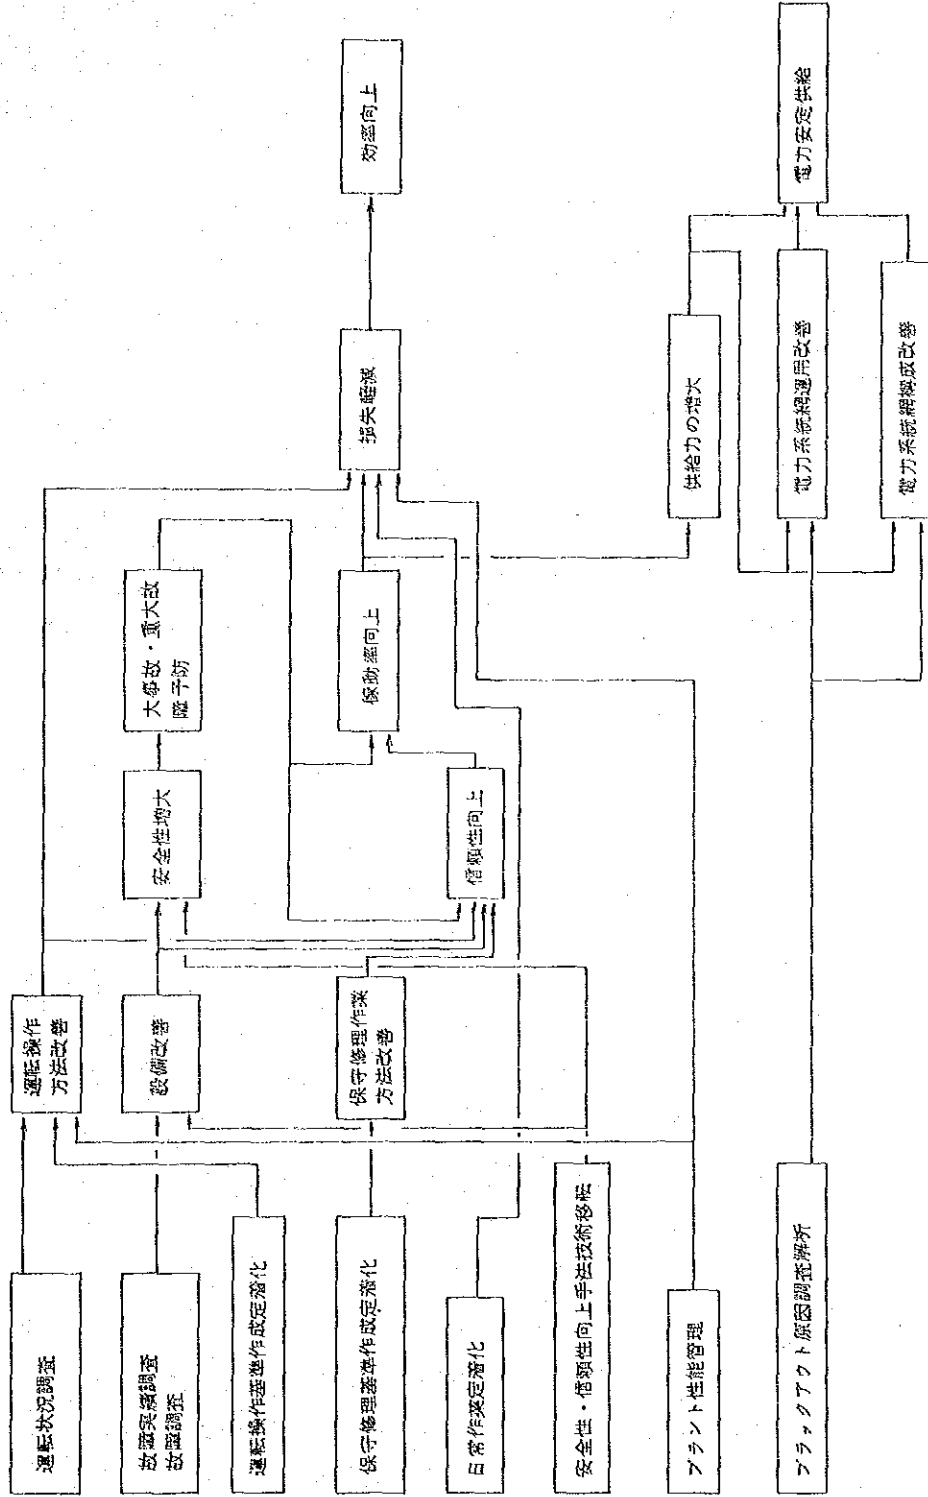 運転状況調査
故障実績調査
故障調査
運転操作基準作成定着化
保守修理基準作成定着化
日常作業定着化
安全性・信頼性向上手法技術移転
プラント性能管理
ブラックアウト原因調査解析
運転操作
方法改善
設備改善
保守修理作業
方法改善
安全性増大
信頼性向上
大事故・重大故
障予防
稼動率向上
損失軽減
供給力の増大
電力系統網運用改善
電力系統網構成改善
効率向上
電力安定供給